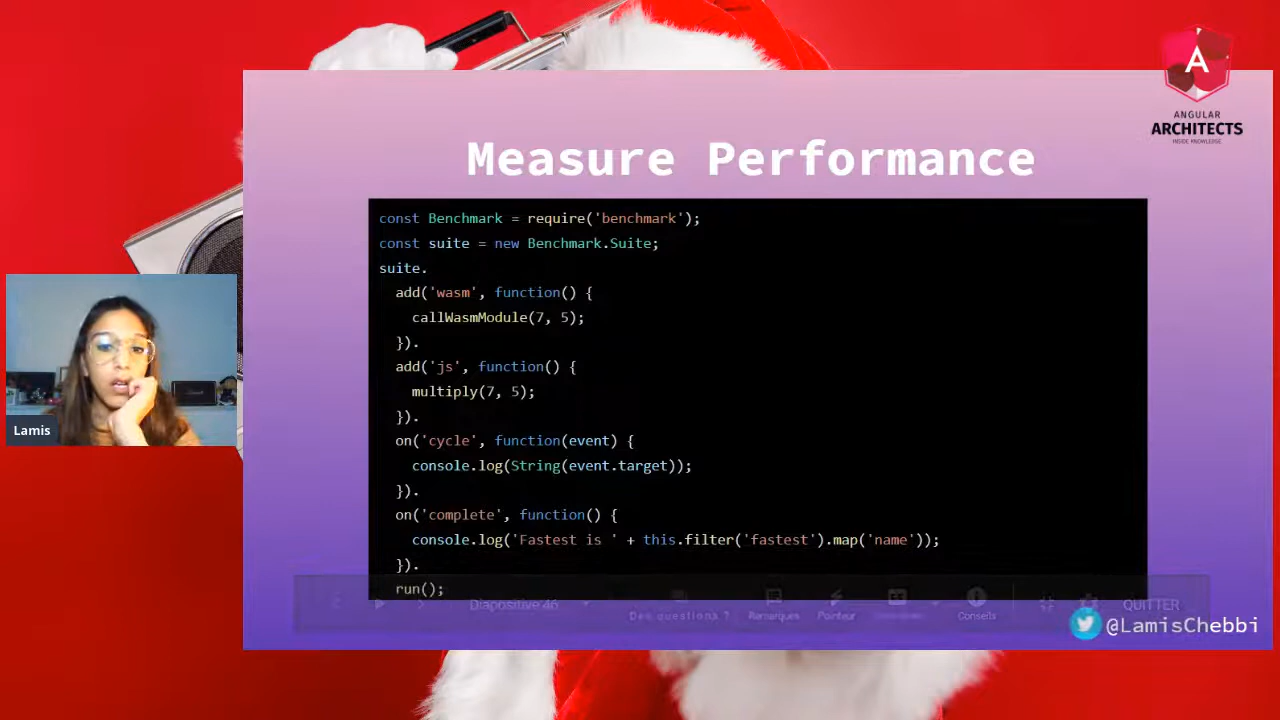 A
ANGULAR
ARCHITECTS
INSIDE KNOWLEDGE
Measure Performance
const Benchmark = require('benchmark');
const suite = new Benchmark.Suite;
suite.
add('wasm', function() {
callWasmModule(7, 5);
}).
add('js', function() {
multiply(7, 5);
}).
on('cycle', function(event) {
console.log(String(event.target));
}).
on('complete', function() {
console.log('Fastest is ' + this.filter('fastest').map('name'));
}).
run();
Lamis
Diapositive 46
Des questions ?
Remarques
Pointeur
Conseils
QUITTER
@LamisChebbi